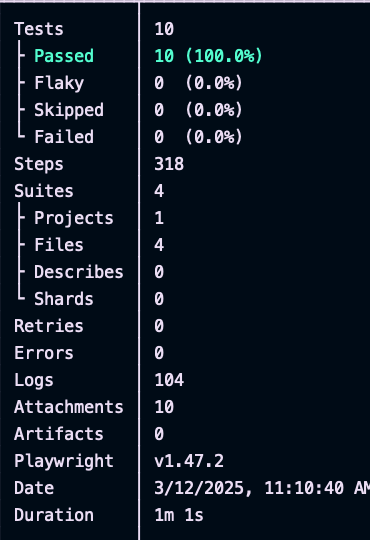 Tests 10
Passed 10 (100.0%)
Flaky 0 (0.0%)
Skipped 0 (0.0%)
Failed 0 (0.0%)
Steps 318
Suites 4
Projects 1
Files 4
Describes 0
Shards 0
Retries 0
Errors 0
Logs 104
Attachments 10
Artifacts 0
Playwright v1.47.2
Date 3/12/2025, 11:10:40 AM
Duration 1m 1s